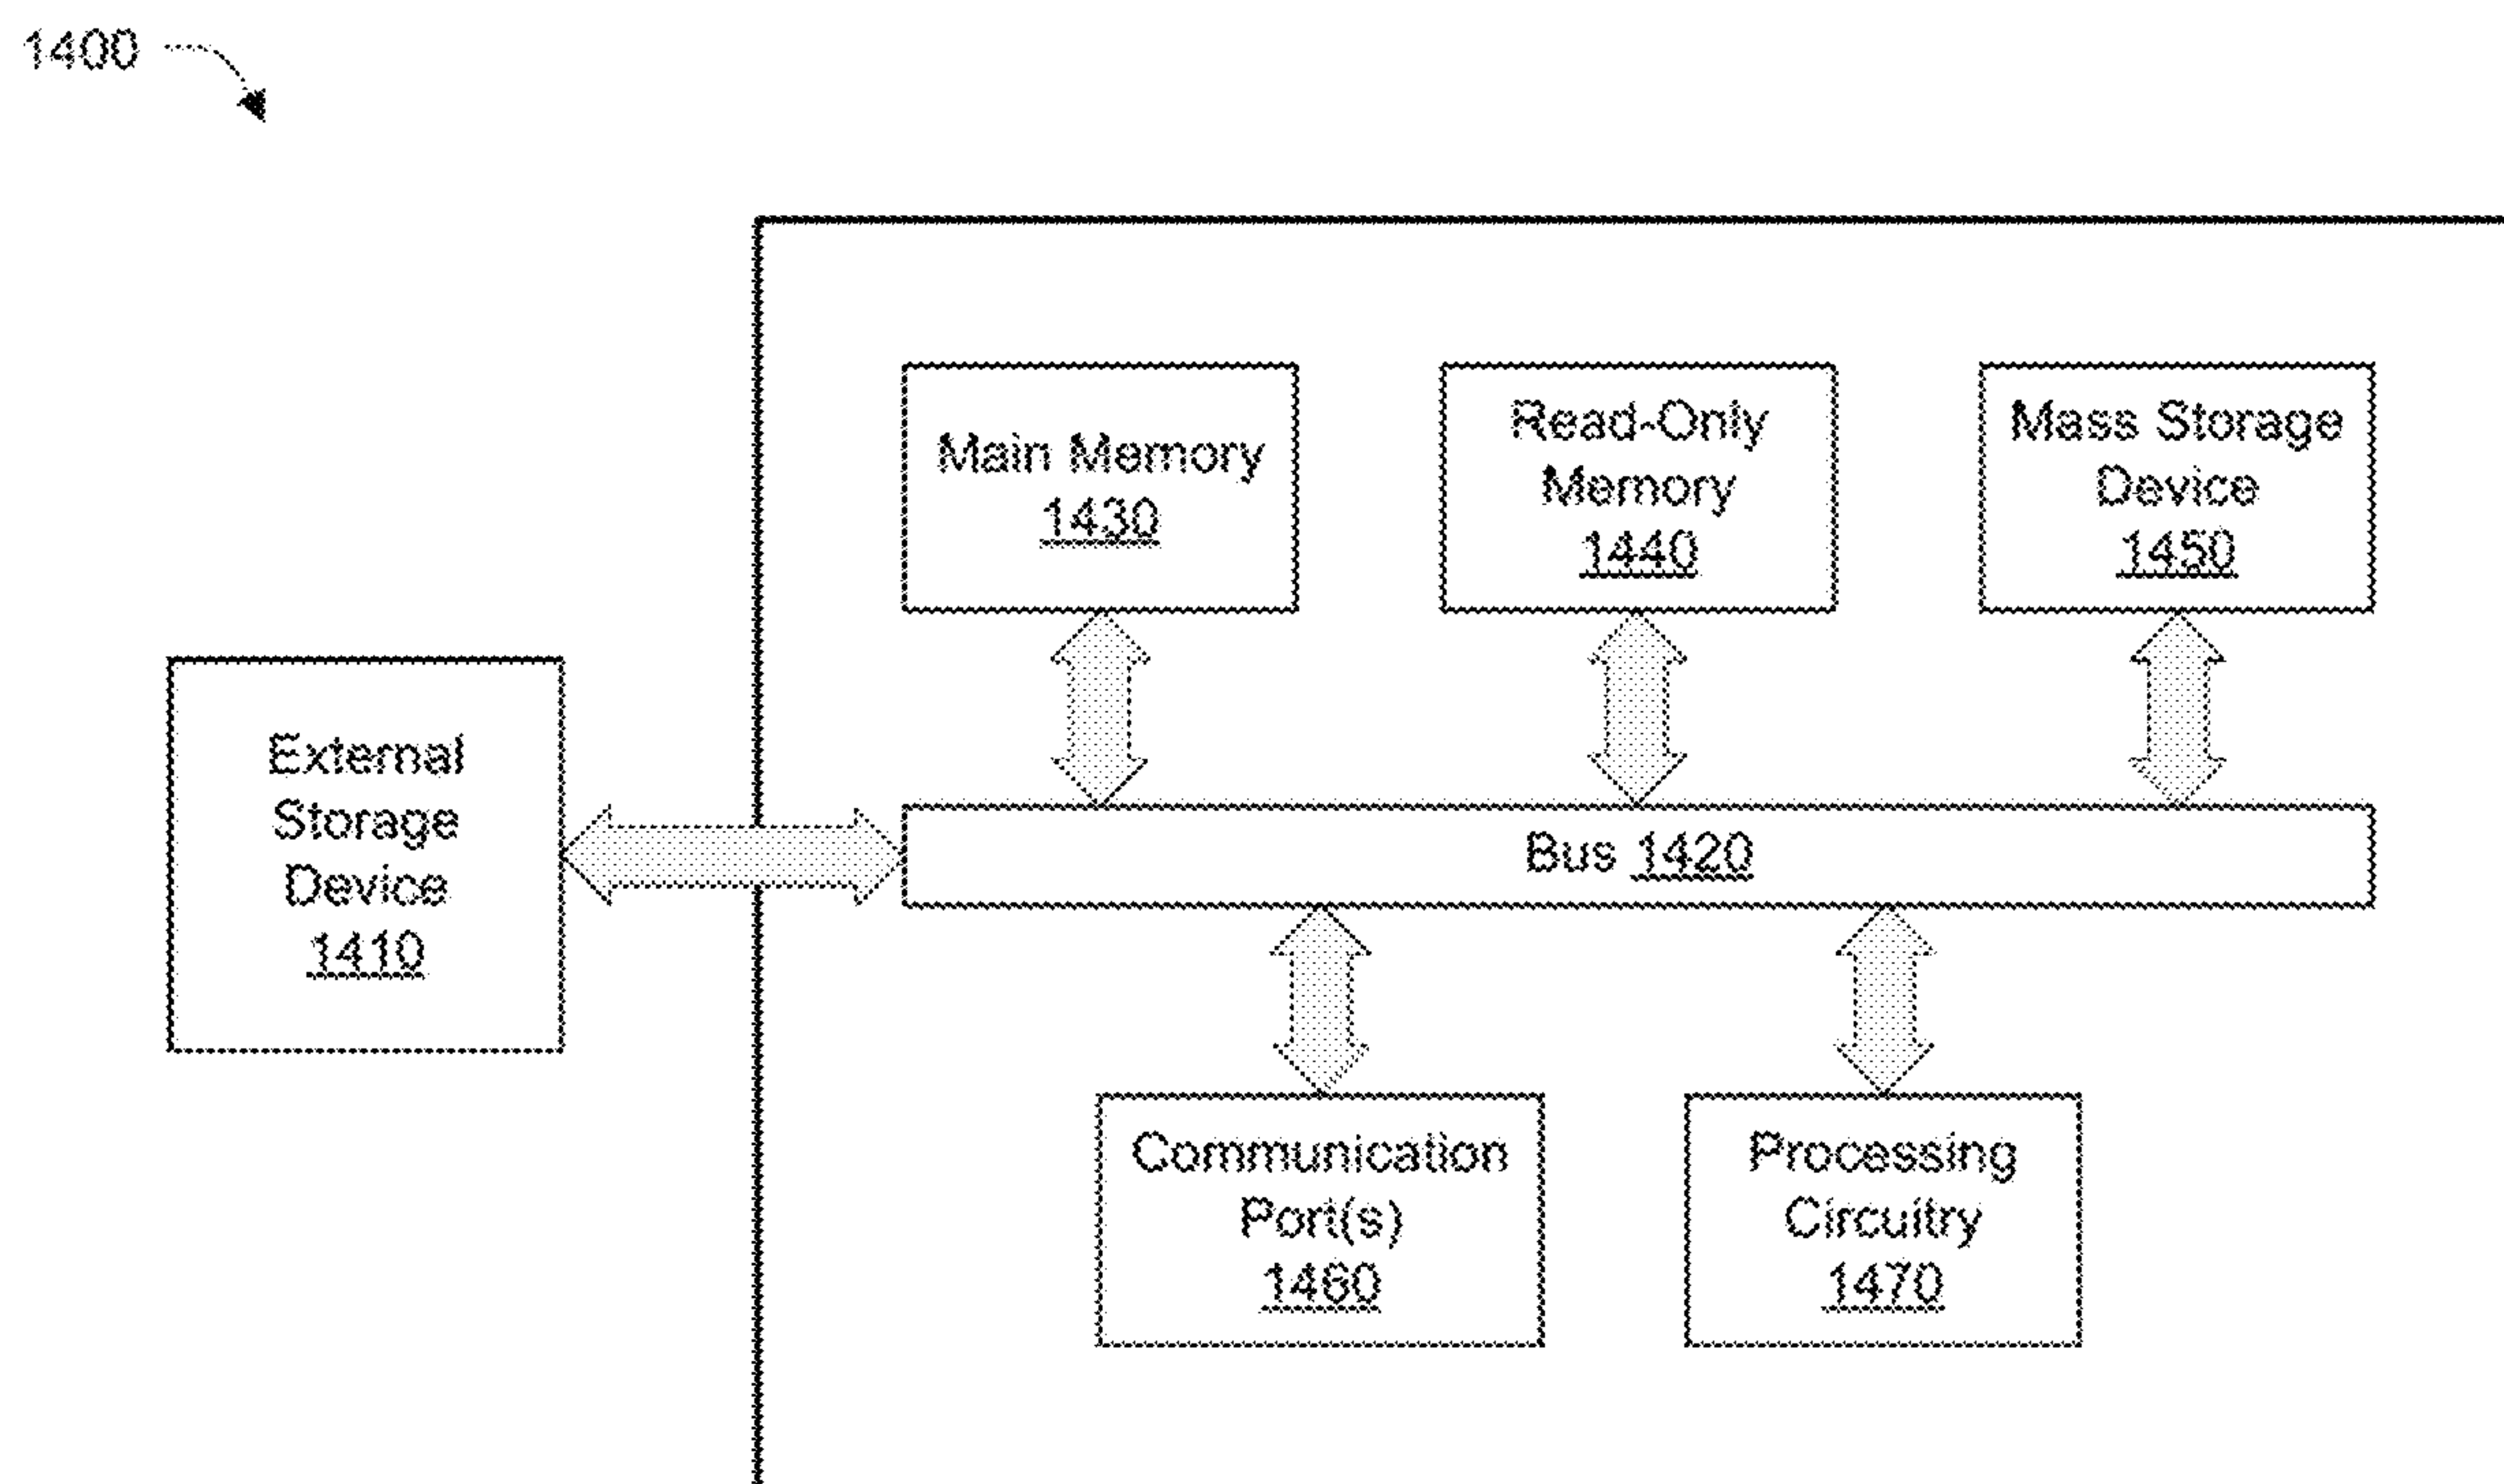 1400
Main Memory
1430
Read-Only
Memory
1440
Mass Storage
Device
1450
External
Storage
Device
1410
Bus 1420
Communication
Port(s)
1460
Processing
Circuitry
1470